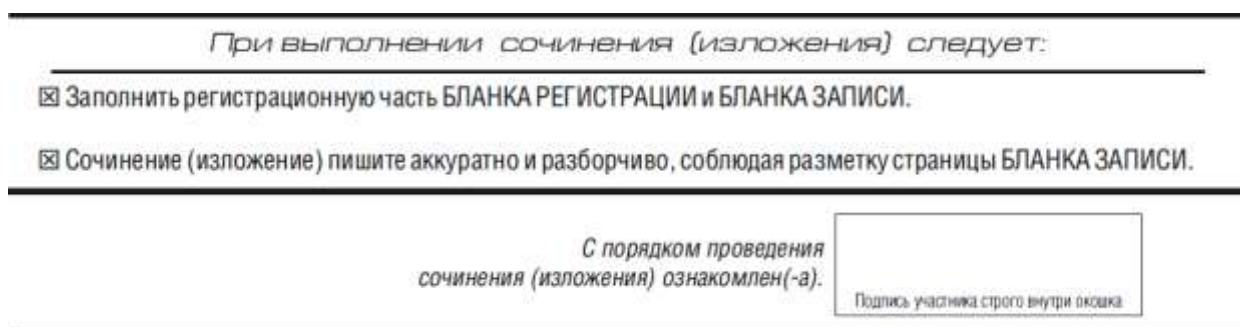 При выполнении сочинения (изложения) следует:
☒ Заполнить регистрационную часть БЛАНКА РЕГИСТРАЦИИ и БЛАНКА ЗАПИСИ.
☒ Сочинение (изложение) пишите аккуратно и разборчиво, соблюдая разметку страницы БЛАНКА ЗАПИСИ.
С порядком проведения
сочинения (изложения) ознакомлен(-а).
Подпись участника строго внутри окошка